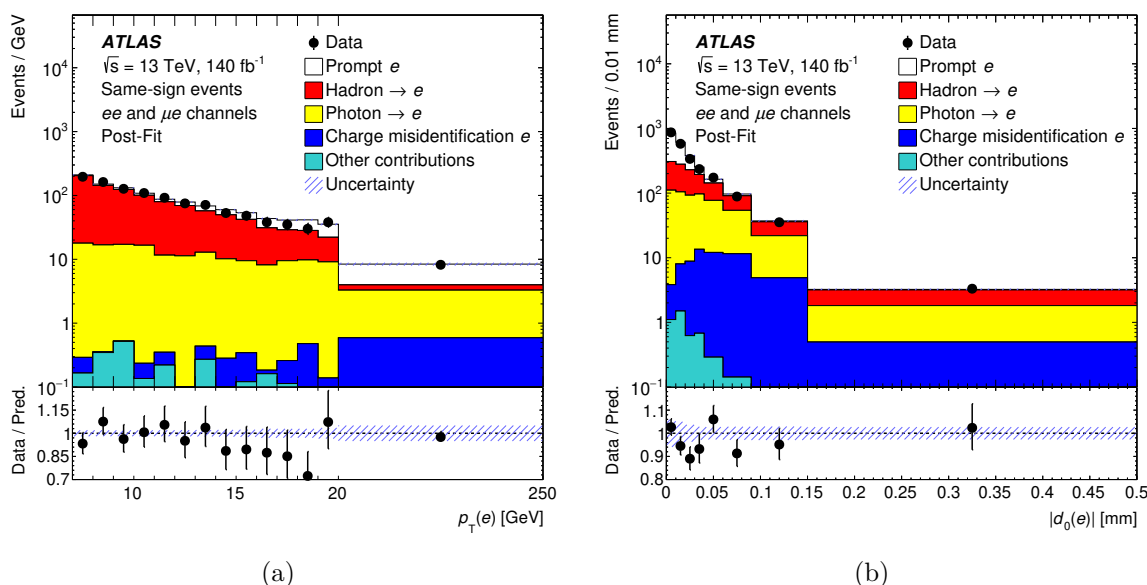 Events / GeV
10⁵
10⁴
10³
10²
10
1
10⁻¹
ATLAS
√s = 13 TeV, 140 fb⁻¹
Same-sign events
ee and μe channels
Post-Fit
Data
Prompt e
Hadron → e
Photon → e
Charge misidentification e
Other contributions
Uncertainty
Data / Pred.
1.15
1
0.85
0.7
10
15
20
250
p_T(e) [GeV]
(a)
Events / 0.01 mm
10⁵
10⁴
10³
10²
10
1
10⁻¹
ATLAS
√s = 13 TeV, 140 fb⁻¹
Same-sign events
ee and μe channels
Post-Fit
Data
Prompt e
Hadron → e
Photon → e
Charge misidentification e
Other contributions
Uncertainty
Data / Pred.
1.1
1
0.9
0.8
0 0.05 0.1 0.15 0.2 0.25 0.3 0.35 0.4 0.45 0.5
|d₀(e)| [mm]
(b)